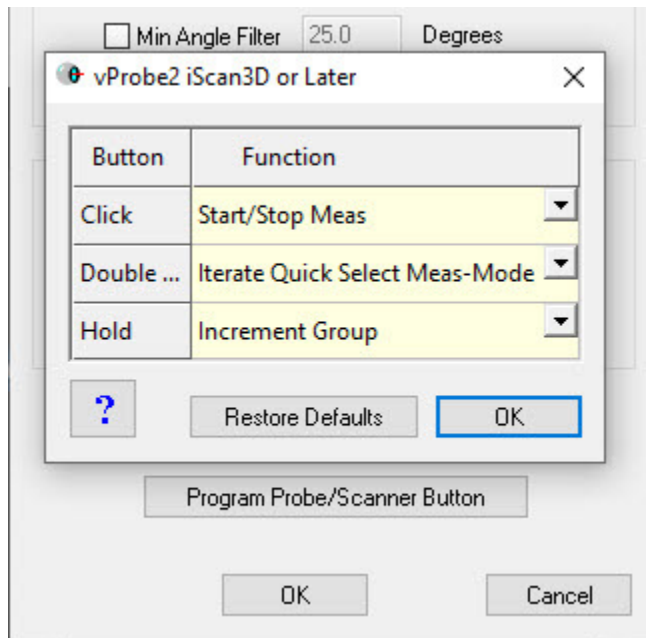 Min Angle Filter 25.0 Degrees
vProbe2 iScan3D or Later
Button Function
Click Start/Stop Meas
Double ... Iterate Quick Select Meas-Mode
Hold Increment Group
? Restore Defaults OK
Program Probe/Scanner Button
OK Cancel